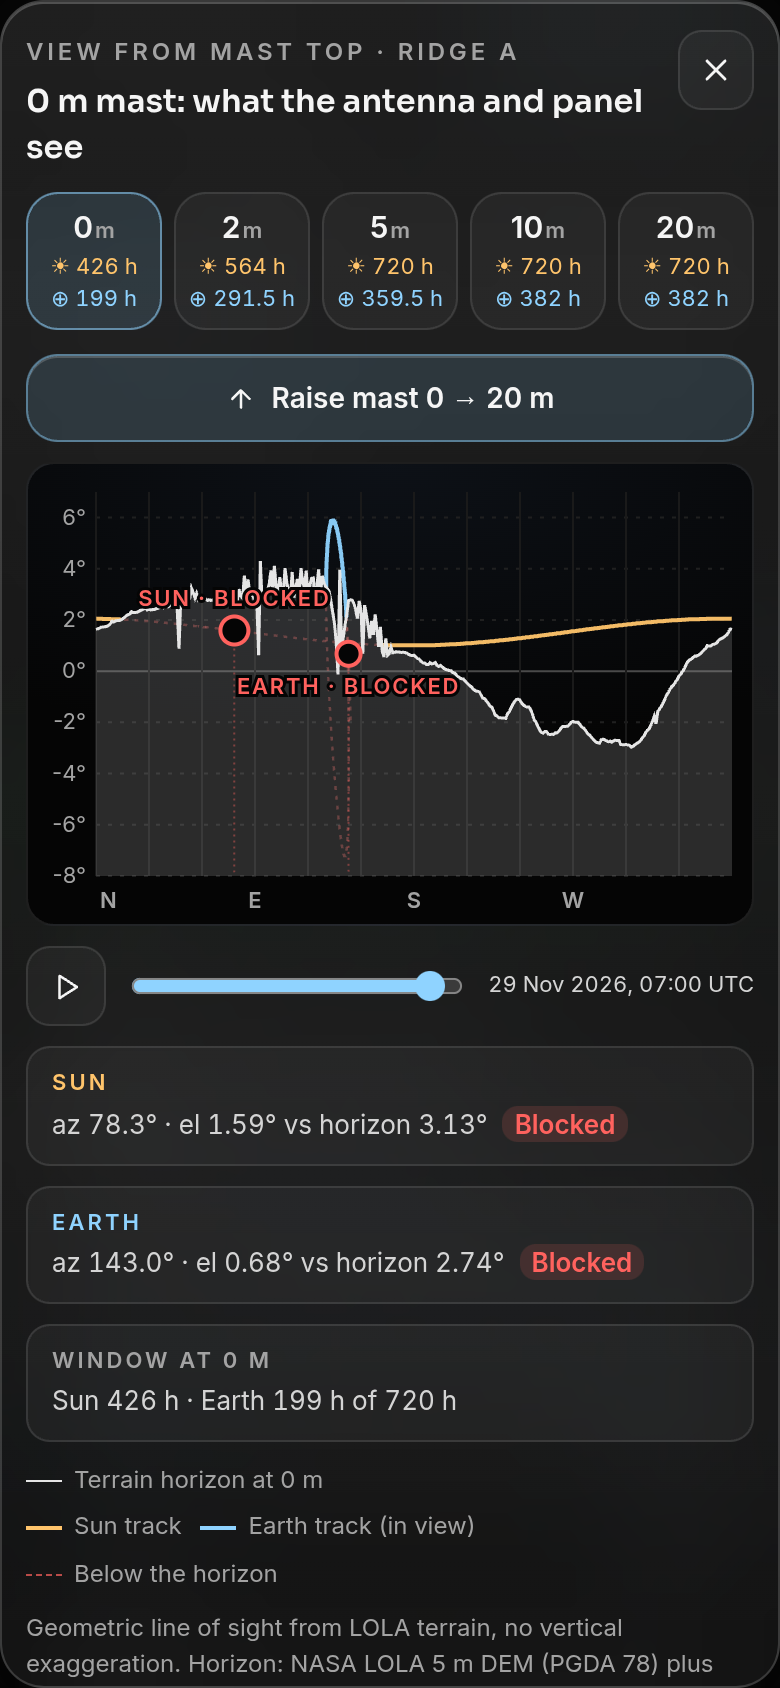 VIEW FROM MAST TOP · RIDGE A
0 m mast: what the antenna and panel
see
0m 2m 5m 10m 20m
☀ 426 h ☀ 564 h ☀ 720 h ☀ 720 h ☀ 720 h
⊕ 199 h ⊕ 291.5 h ⊕ 359.5 h ⊕ 382 h ⊕ 382 h
↑ Raise mast 0 → 20 m
6°
4°
SUN · BLOCKED
2°
0°
EARTH · BLOCKED
-2°
-4°
-6°
-8°
N E S W
29 Nov 2026, 07:00 UTC
SUN
az 78.3° · el 1.59° vs horizon 3.13° Blocked
EARTH
az 143.0° · el 0.68° vs horizon 2.74° Blocked
WINDOW AT 0 M
Sun 426 h · Earth 199 h of 720 h
Terrain horizon at 0 m
Sun track Earth track (in view)
Below the horizon
Geometric line of sight from LOLA terrain, no vertical
exaggeration. Horizon: NASA LOLA 5 m DEM (PGDA 78) plus